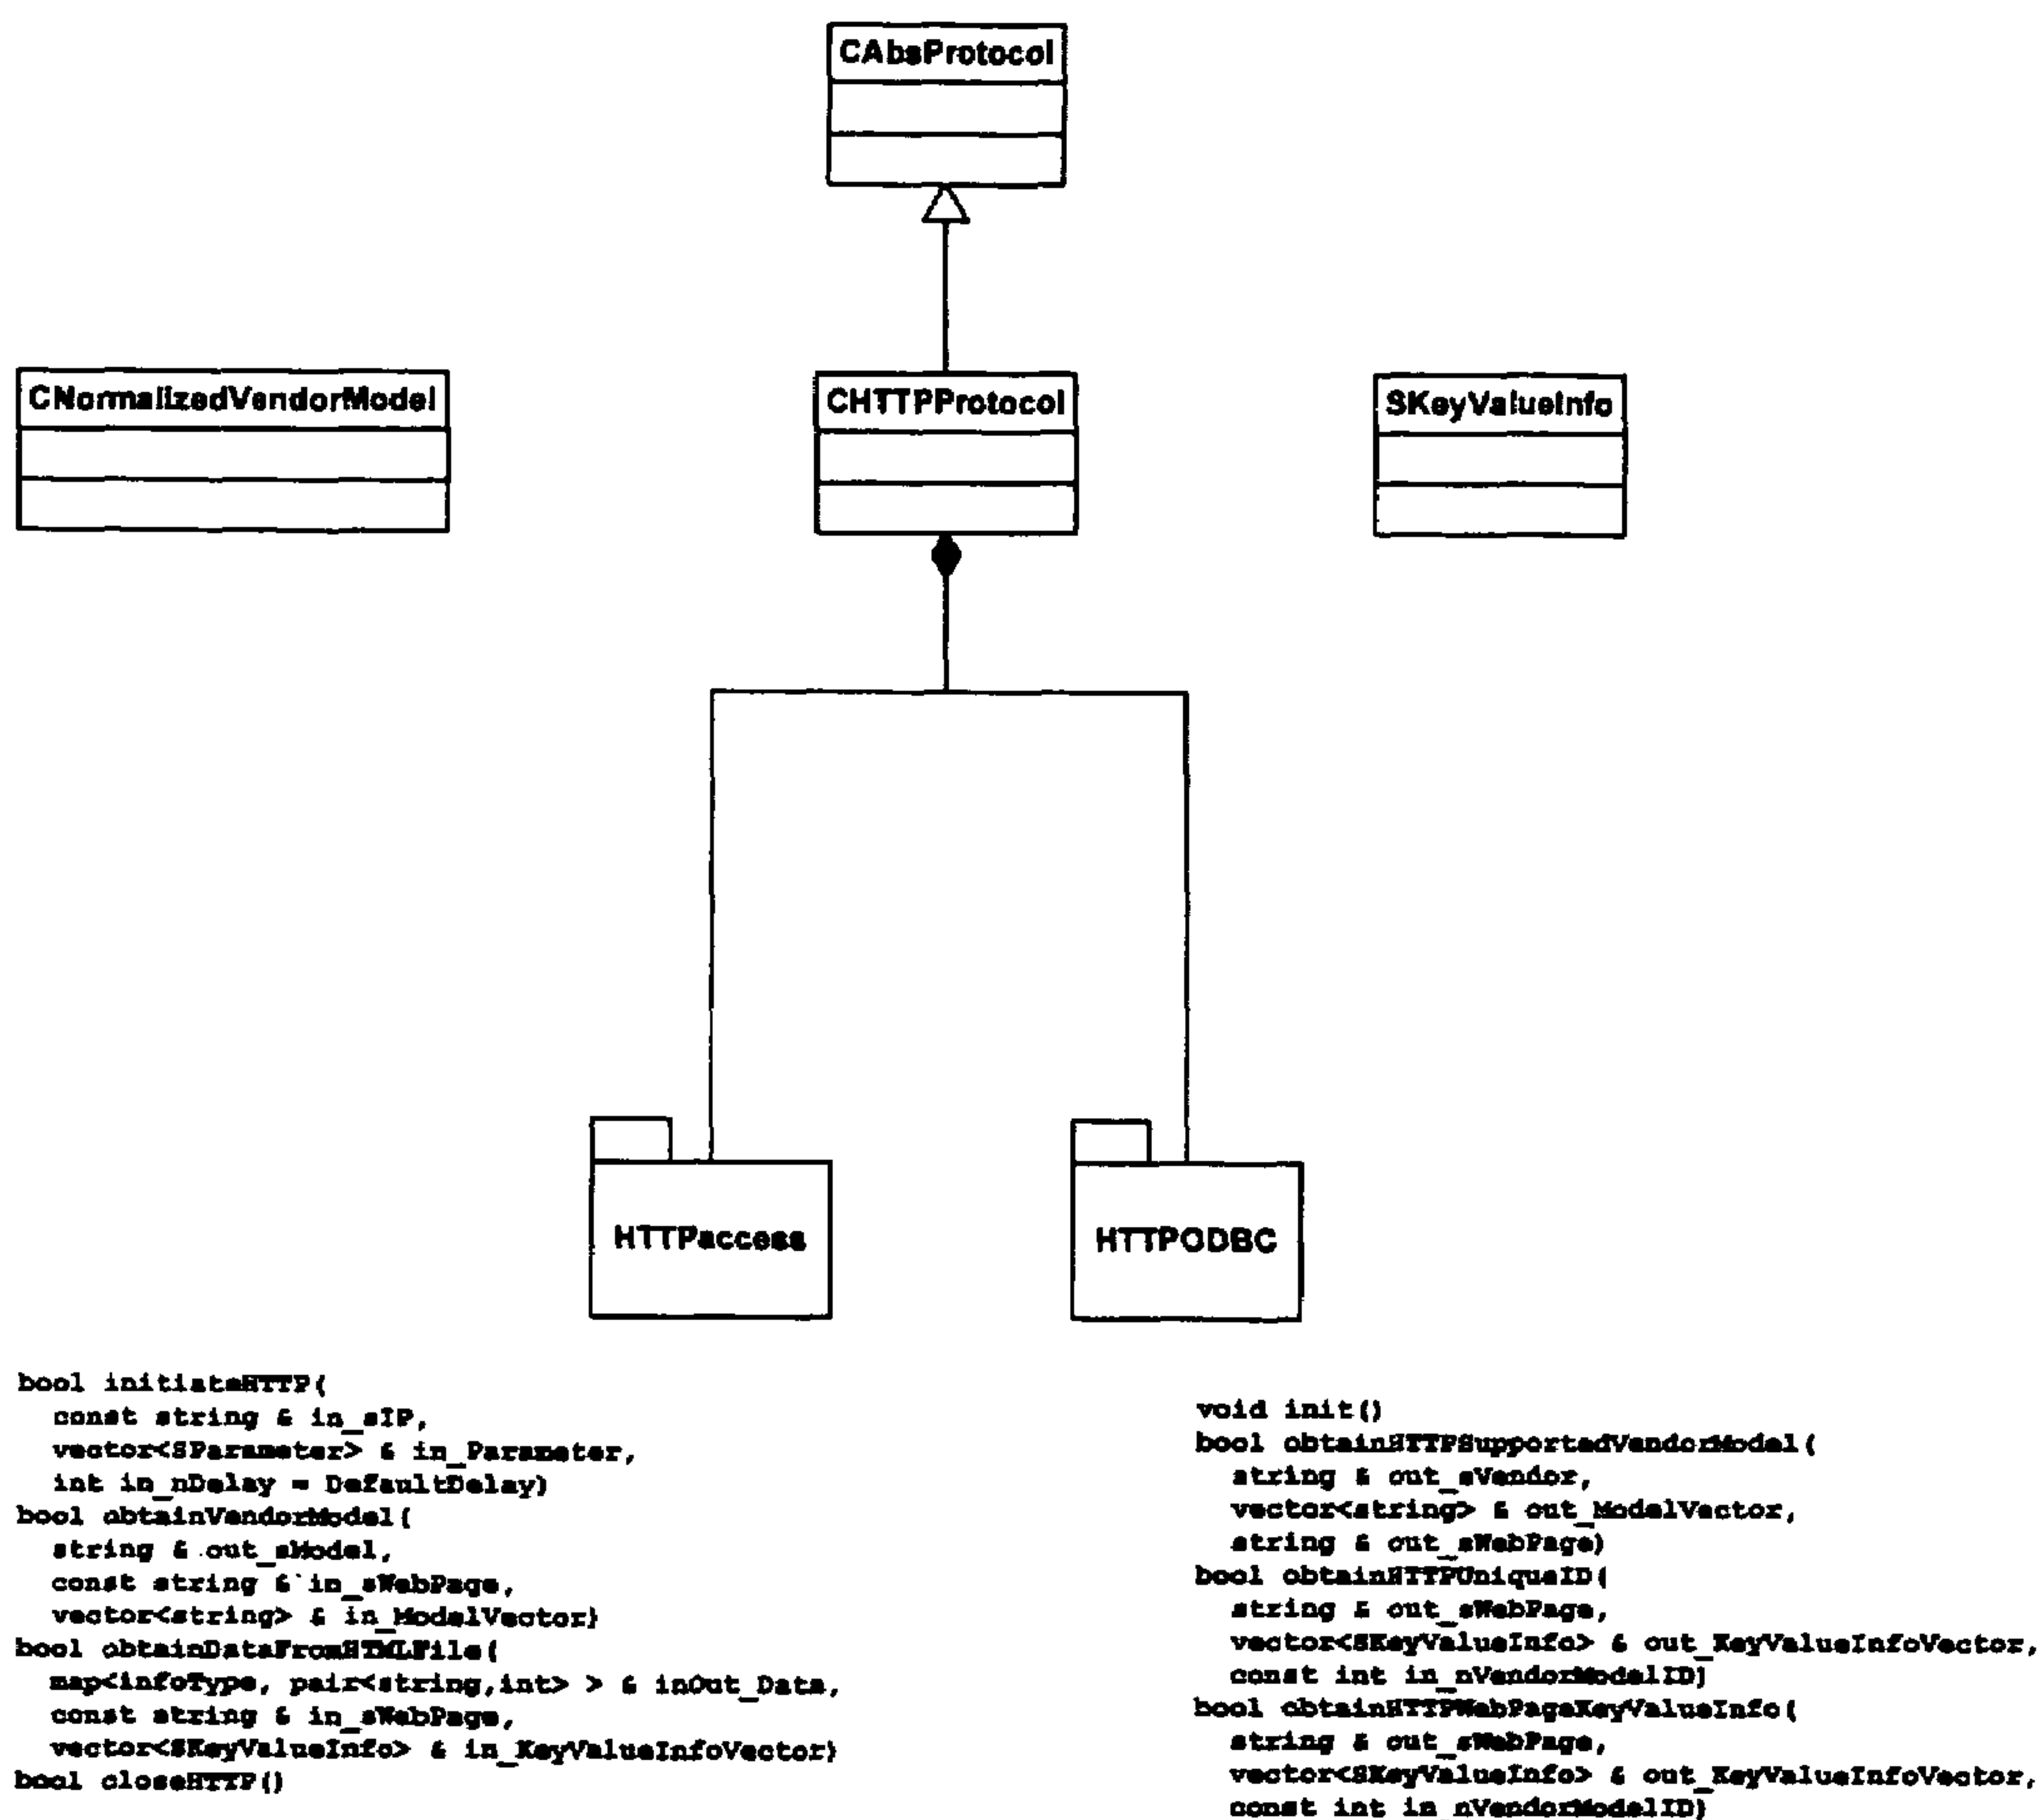 CAbsProtocol
CNormalizedVendorModel
CHTTPProtocol
SKeyValueInfo
HTTPaccess
HTTPODBC
bool initiateHTTP(
const string & in_sIP,
vector<SParameter> & in_Parameter,
int in_nDelay = DefaultDelay)
bool obtainVendorModel(
string & out_sModel,
const string & in_sWebPage,
vector<string> & in_ModelVector)
bool obtainDataFromHTMLFile(
map<infoType, pair<string,int> > & inOut_Data,
const string & in_sWebPage,
vector<SKeyValueInfo> & in_KeyValueInfoVector)
bool closeHTTP()
void init()
bool obtainHTTPSupportedVendorModel(
string & out_sVendor,
vector<string> & out_ModelVector,
string & out_sWebPage)
bool obtainHTTPUniqueID(
string & out_sWebPage,
vector<SKeyValueInfo> & out_KeyValueInfoVector,
const int in_nVendorModelID)
bool obtainHTTPWebPageKeyValueInfo(
string & out_sWebPage,
vector<SKeyValueInfo> & out_KeyValueInfoVector,
const int in_nVendorModelID)